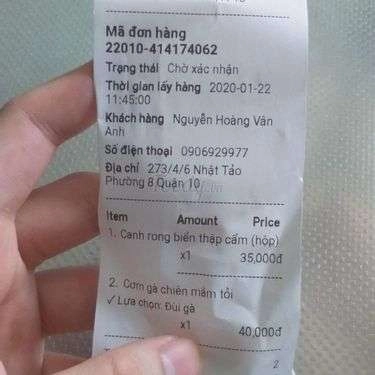 Mã đơn hàng
22010-414174062
Trạng thái Chờ xác nhận
Thời gian lấy hàng 2020-01-22
11:45:00
Khách hàng Nguyễn Hoàng Vân
Anh
Số điện thoại 0906929977
Địa chỉ 273/4/6 Nhật Tảo
Phường 8 Quận 10
Item Amount Price
1. Canh rong biển thập cẩm (hộp)
x1 35,000đ
2. Cơm gà chiên mắm tỏi
✓ Lựa chọn: Đùi gà
x1 40,000đ
2